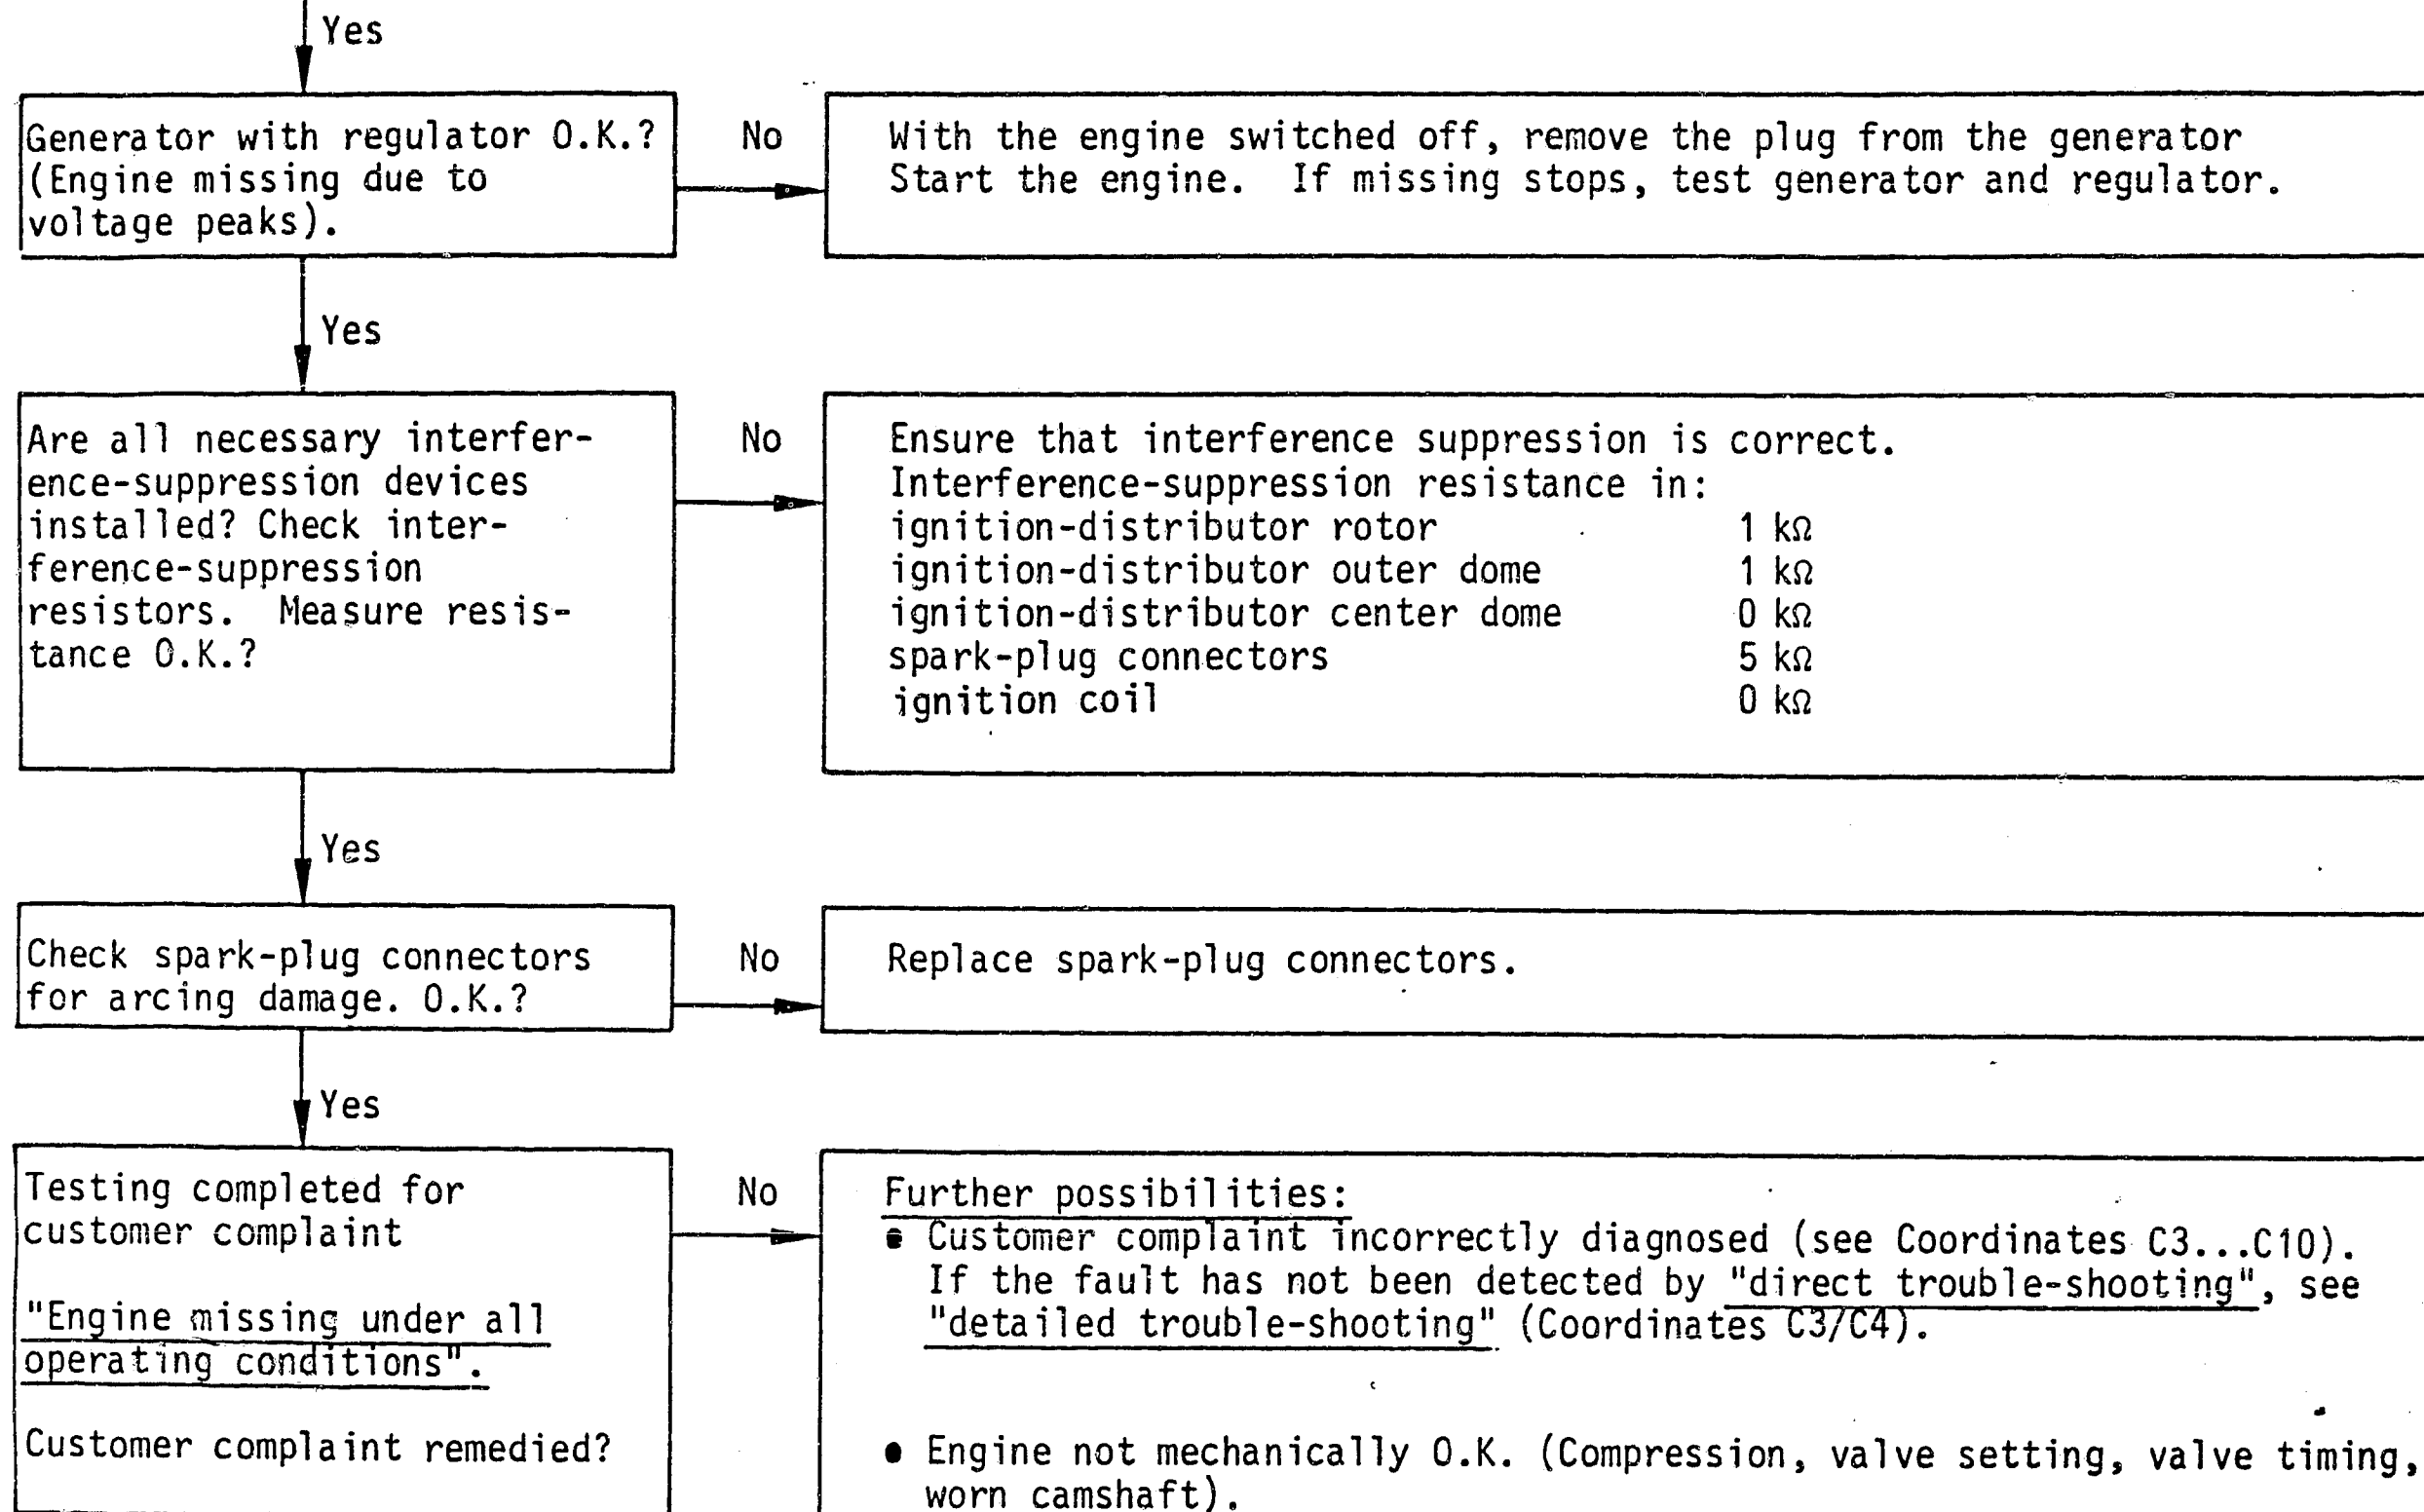 Yes
Generator with regulator O.K.?
(Engine missing due to
voltage peaks).
No
With the engine switched off, remove the plug from the generator
Start the engine. If missing stops, test generator and regulator.
Yes
Are all necessary interfer-
ence-suppression devices
installed? Check inter-
ference-suppression
resistors. Measure resis-
tance O.K.?
No
Ensure that interference suppression is correct.
Interference-suppression resistance in:
ignition-distributor rotor 1 kΩ
ignition-distributor outer dome 1 kΩ
ignition-distributor center dome 0 kΩ
spark-plug connectors 5 kΩ
ignition coil 0 kΩ
Yes
Check spark-plug connectors
for arcing damage. O.K.?
No
Replace spark-plug connectors.
Yes
Testing completed for
customer complaint
"Engine missing under all
operating conditions".
Customer complaint remedied?
No
Further possibilities:
● Customer complaint incorrectly diagnosed (see Coordinates C3...C10).
If the fault has not been detected by "direct trouble-shooting", see
"detailed trouble-shooting" (Coordinates C3/C4).
● Engine not mechanically O.K. (Compression, valve setting, valve timing,
worn camshaft).